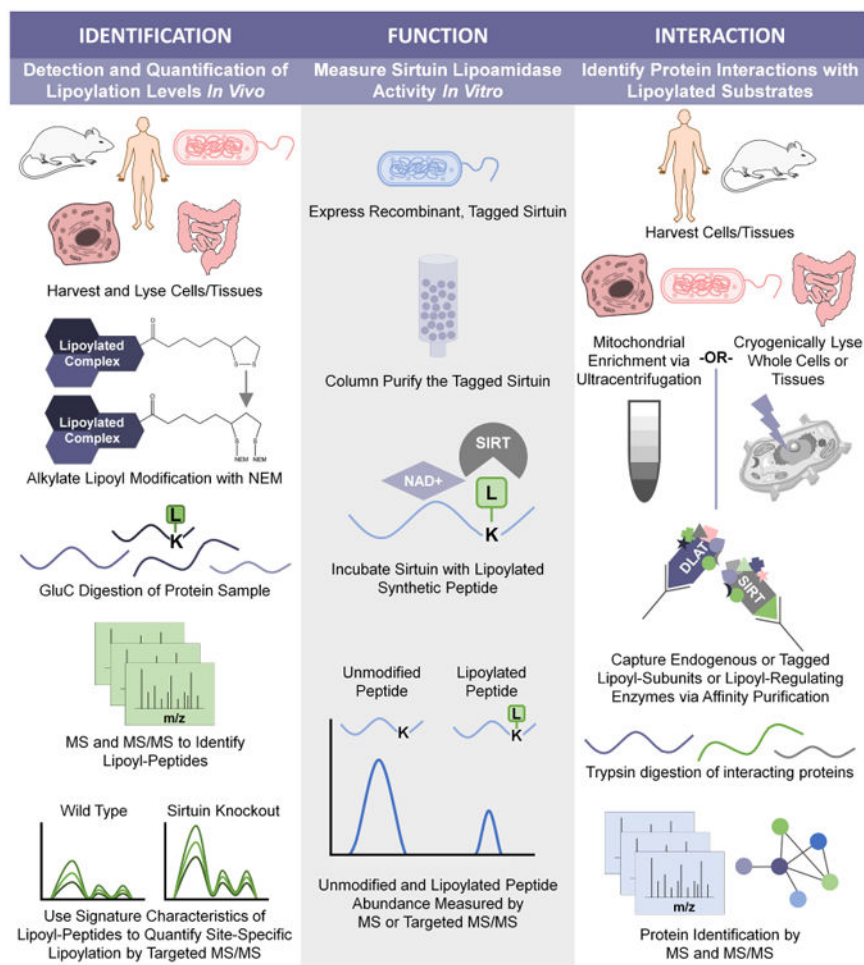 IDENTIFICATION
Detection and Quantification of
Lipoylation Levels In Vivo
Harvest and Lyse Cells/Tissues
Lipoylated
Complex
O
S
S
Lipoylated
Complex
O
S
S
NEM
NEM
Alkylate Lipoyl Modification with NEM
L
K
GluC Digestion of Protein Sample
m/z
MS and MS/MS to Identify
Lipoyl-Peptides
Wild Type
Sirtuin Knockout
Use Signature Characteristics of
Lipoyl-Peptides to Quantify Site-Specific
Lipoylation by Targeted MS/MS
FUNCTION
Measure Sirtuin Lipoamidase
Activity In Vitro
Express Recombinant, Tagged Sirtuin
Column Purify the Tagged Sirtuin
SIRT
NAD+
L
K
Incubate Sirtuin with Lipoylated
Synthetic Peptide
Unmodified
Peptide
Lipoylated
Peptide
K
L
K
Unmodified and Lipoylated Peptide
Abundance Measured by
MS or Targeted MS/MS
INTERACTION
Identify Protein Interactions with
Lipoylated Substrates
Harvest Cells/Tissues
Mitochondrial
Enrichment via
Ultracentrifugation
-OR-
Cryogenically Lyse
Whole Cells or
Tissues
DLAT
SIRT
Capture Endogenous or Tagged
Lipoyl-Subunits or Lipoyl-Regulating
Enzymes via Affinity Purification
Trypsin digestion of interacting proteins
m/z
Protein Identification by
MS and MS/MS